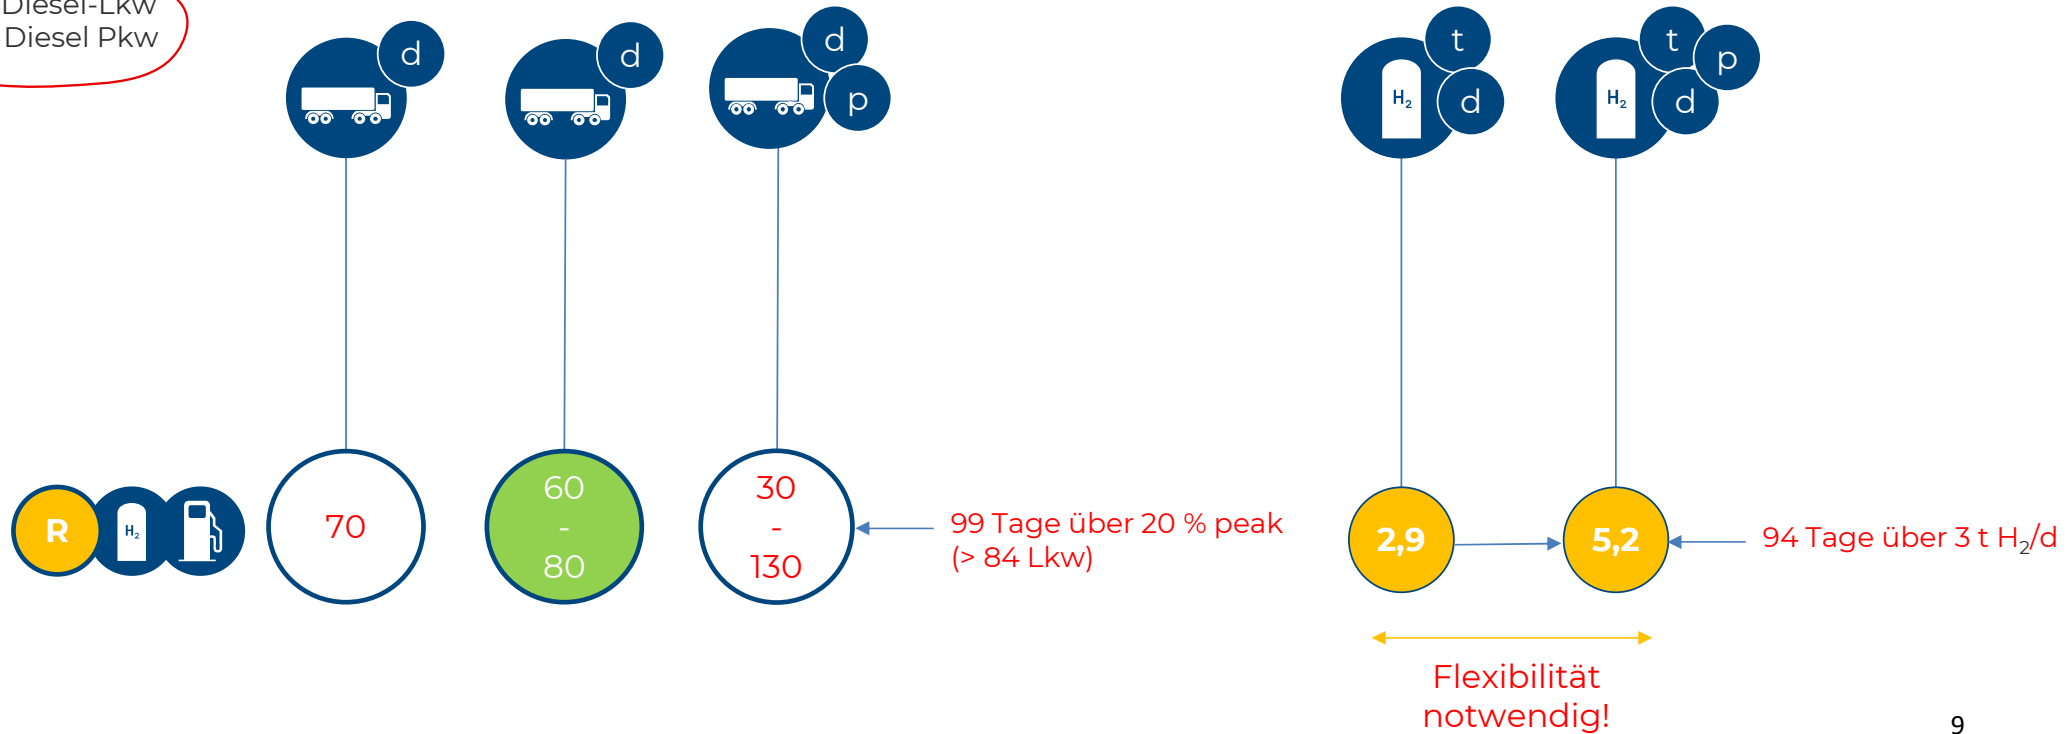 Diesel-Lkw
Diesel Pkw
d
d
d
p
H₂
t
d
H₂
t
p
d
R
H₂
70
60
-
80
30
-
130
99 Tage über 20 % peak
(> 84 Lkw)
2,9
5,2
94 Tage über 3 t H₂/d
Flexibilität
notwendig!
9